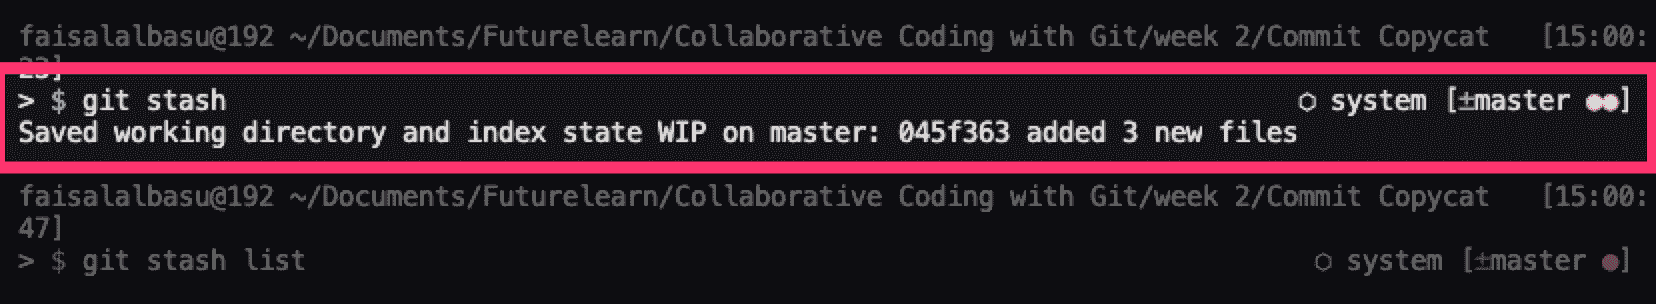 faisalalbasu@192 ~/Documents/Futurelearn/Collaborative Coding with Git/week 2/Commit Copycat [15:00:
23]
> $ git stash ⬡ system [±master ●●]
Saved working directory and index state WIP on master: 045f363 added 3 new files
faisalalbasu@192 ~/Documents/Futurelearn/Collaborative Coding with Git/week 2/Commit Copycat [15:00:
47]
> $ git stash list ⬡ system [±master ●]